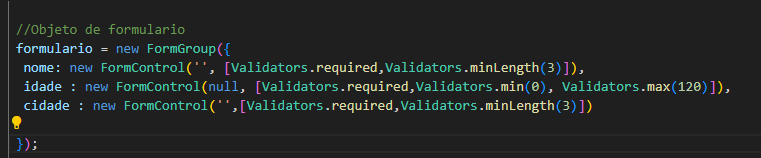 //Objeto de formulario
formulario = new FormGroup({
nome: new FormControl('', [Validators.required,Validators.minLength(3)]),
idade : new FormControl(null, [Validators.required,Validators.min(0), Validators.max(120)]),
cidade : new FormControl('',[Validators.required,Validators.minLength(3)])
});